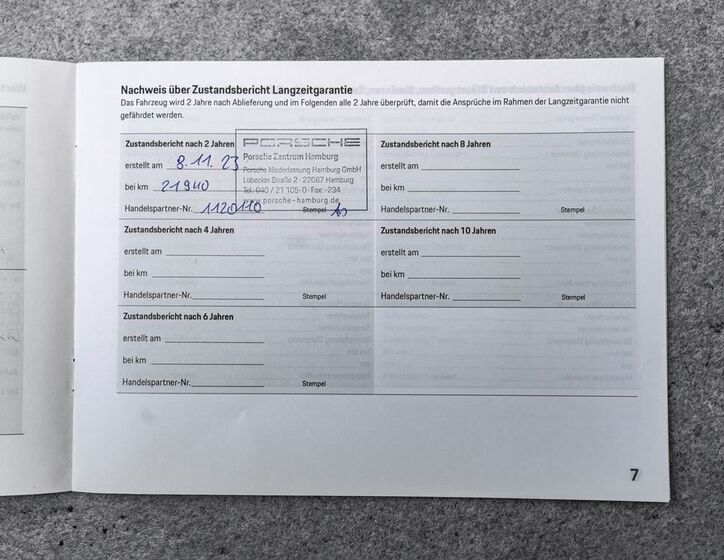 Nachweis über Zustandsbericht Langzeitgarantie
Das Fahrzeug wird 2 Jahre nach Ablieferung und im Folgenden alle 2 Jahre überprüft, damit die Ansprüche im Rahmen der Langzeitgarantie nicht
gefährdet werden.
Zustandsbericht nach 2 Jahren
erstellt am 8.11.23
bei km 21940
Handelspartner-Nr. 1120110
Stempel
PORSCHE
Porsche Zentrum Hamburg
Porsche Niederlassung Hamburg GmbH
Lübecker Straße 2 · 22087 Hamburg
Tel. 040 / 21 105-0 · Fax -234
www.porsche-hamburg.de
Zustandsbericht nach 8 Jahren
erstellt am
bei km
Handelspartner-Nr.
Stempel
Zustandsbericht nach 4 Jahren
erstellt am
bei km
Handelspartner-Nr.
Stempel
Zustandsbericht nach 10 Jahren
erstellt am
bei km
Handelspartner-Nr.
Stempel
Zustandsbericht nach 6 Jahren
erstellt am
bei km
Handelspartner-Nr.
Stempel
7